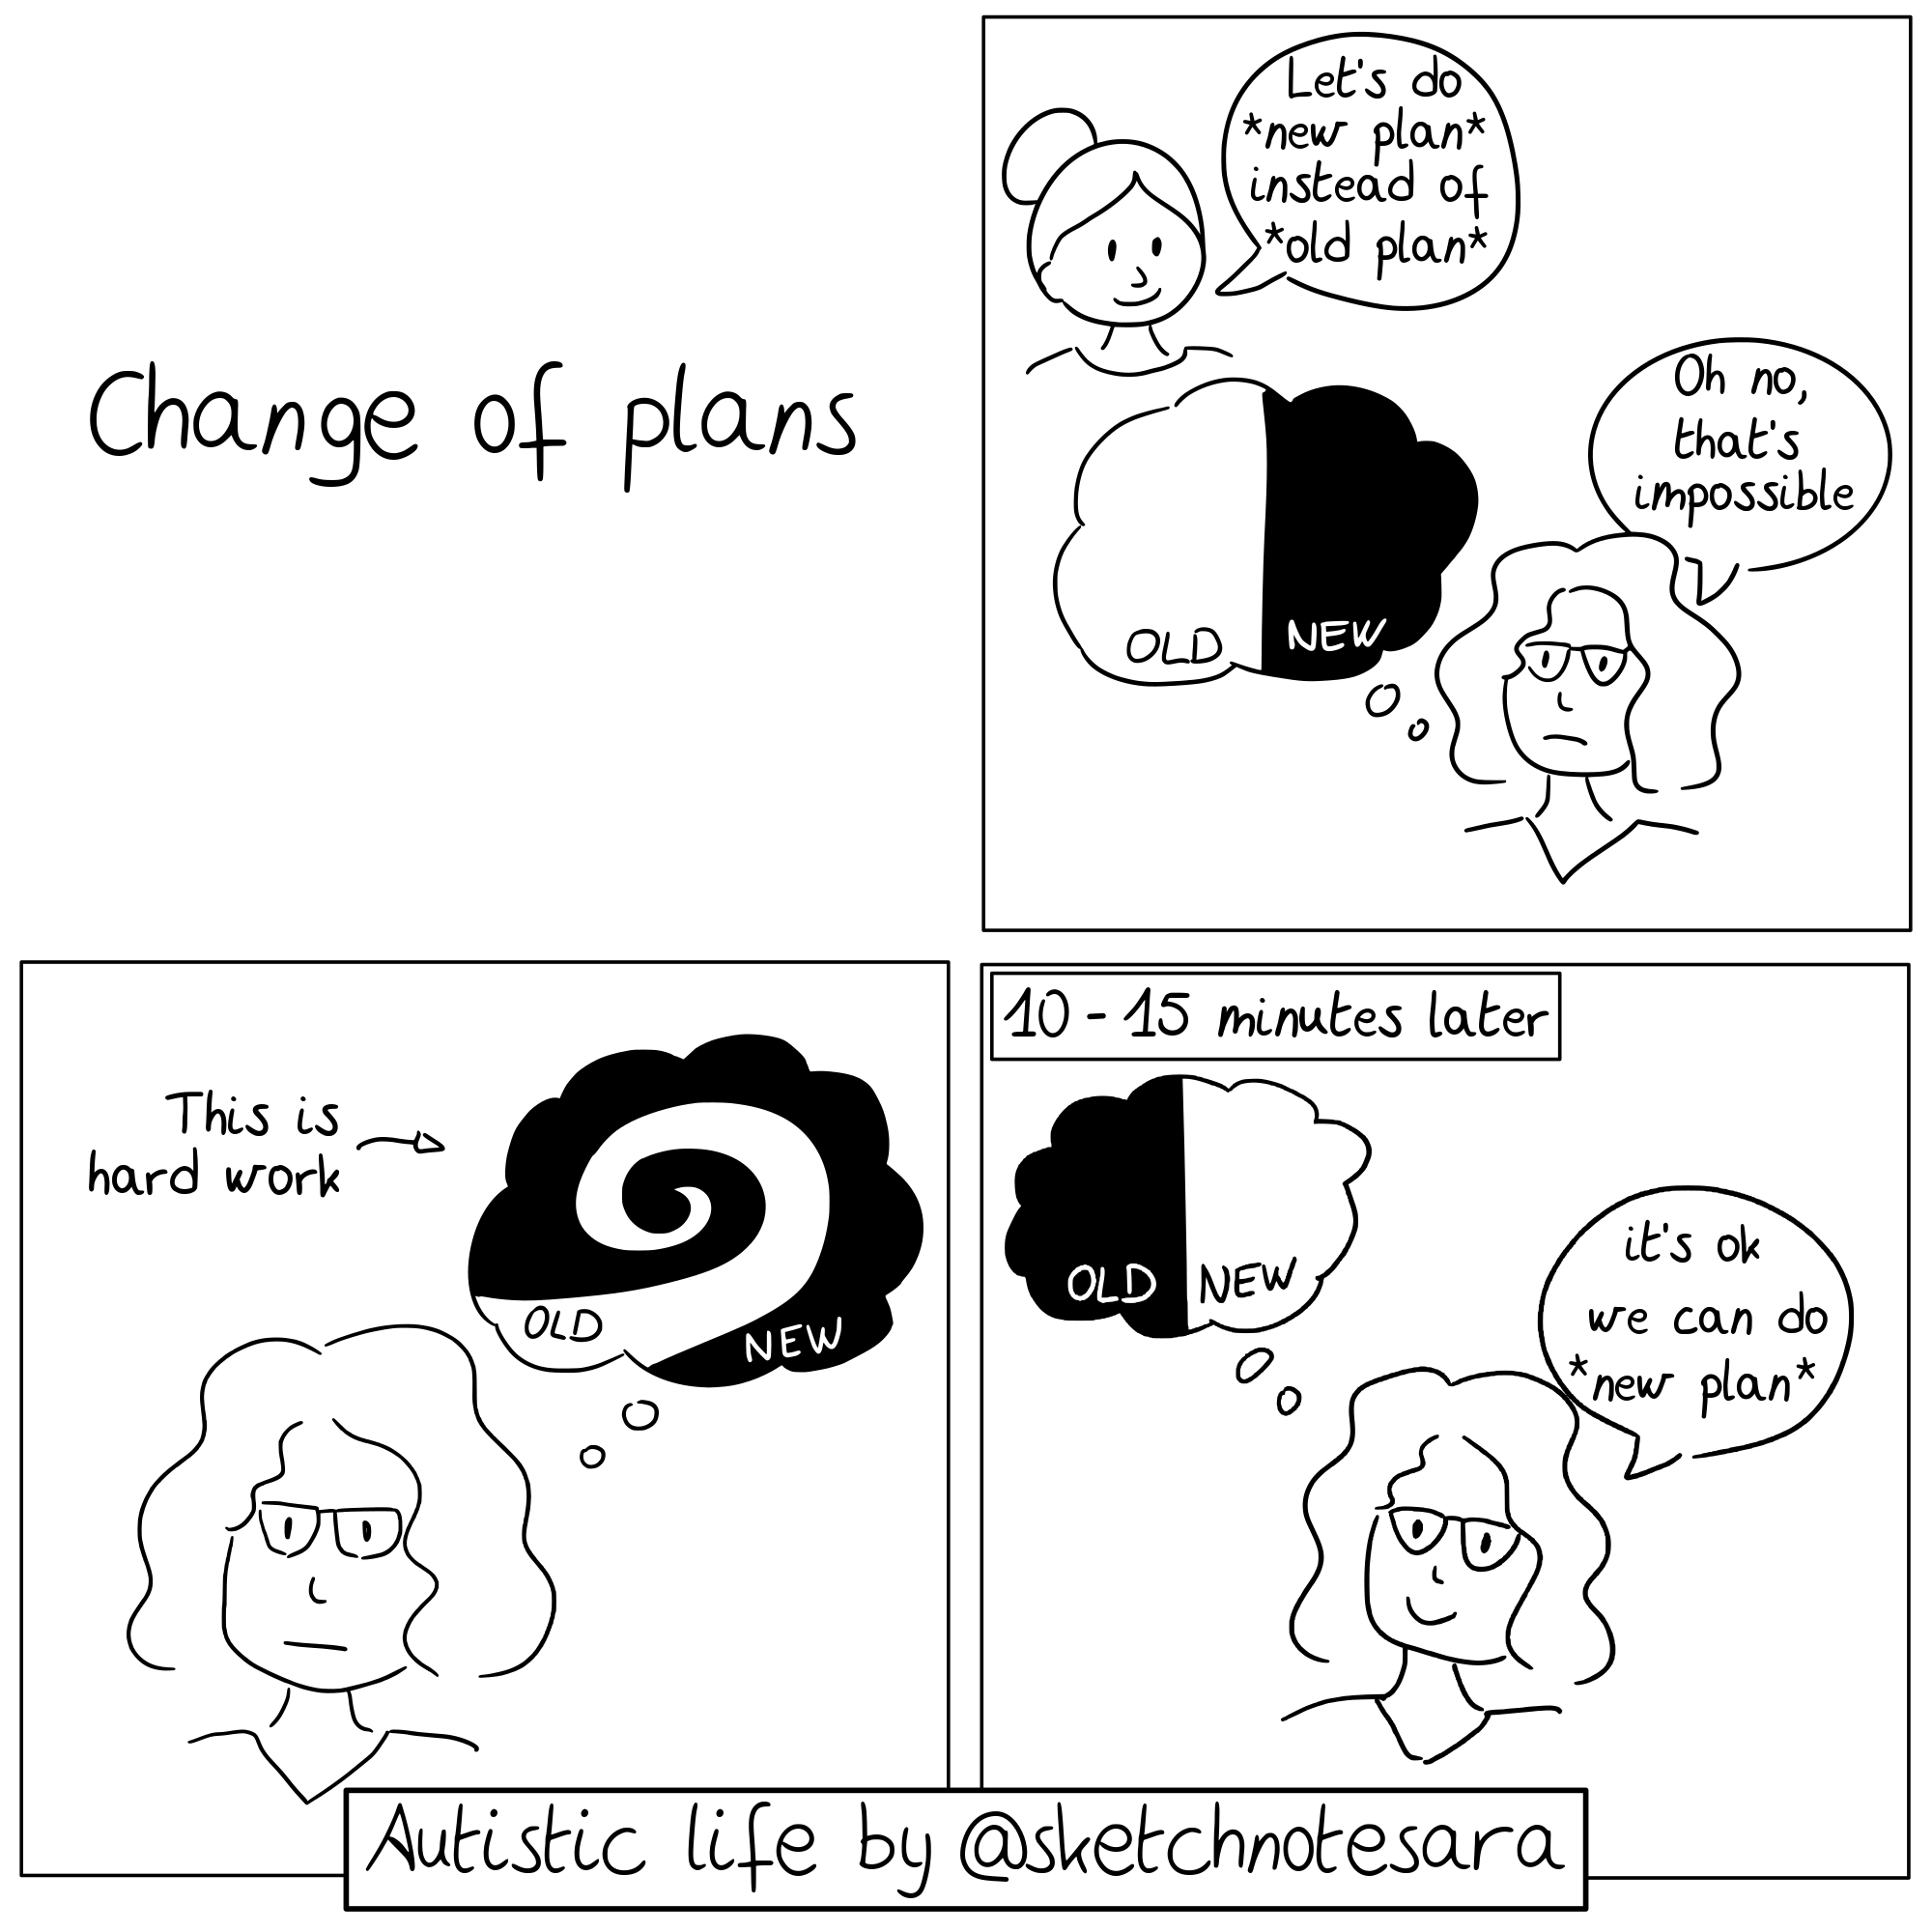 Change of plans
Let's do
*new plan*
instead of
*old plan*
Oh no,
that's
impossible
OLD
NEW
This is
hard work
OLD
NEW
10-15 minutes later
OLD
NEW
it's ok
we can do
*new plan*
Autistic life by @sketchnotesara